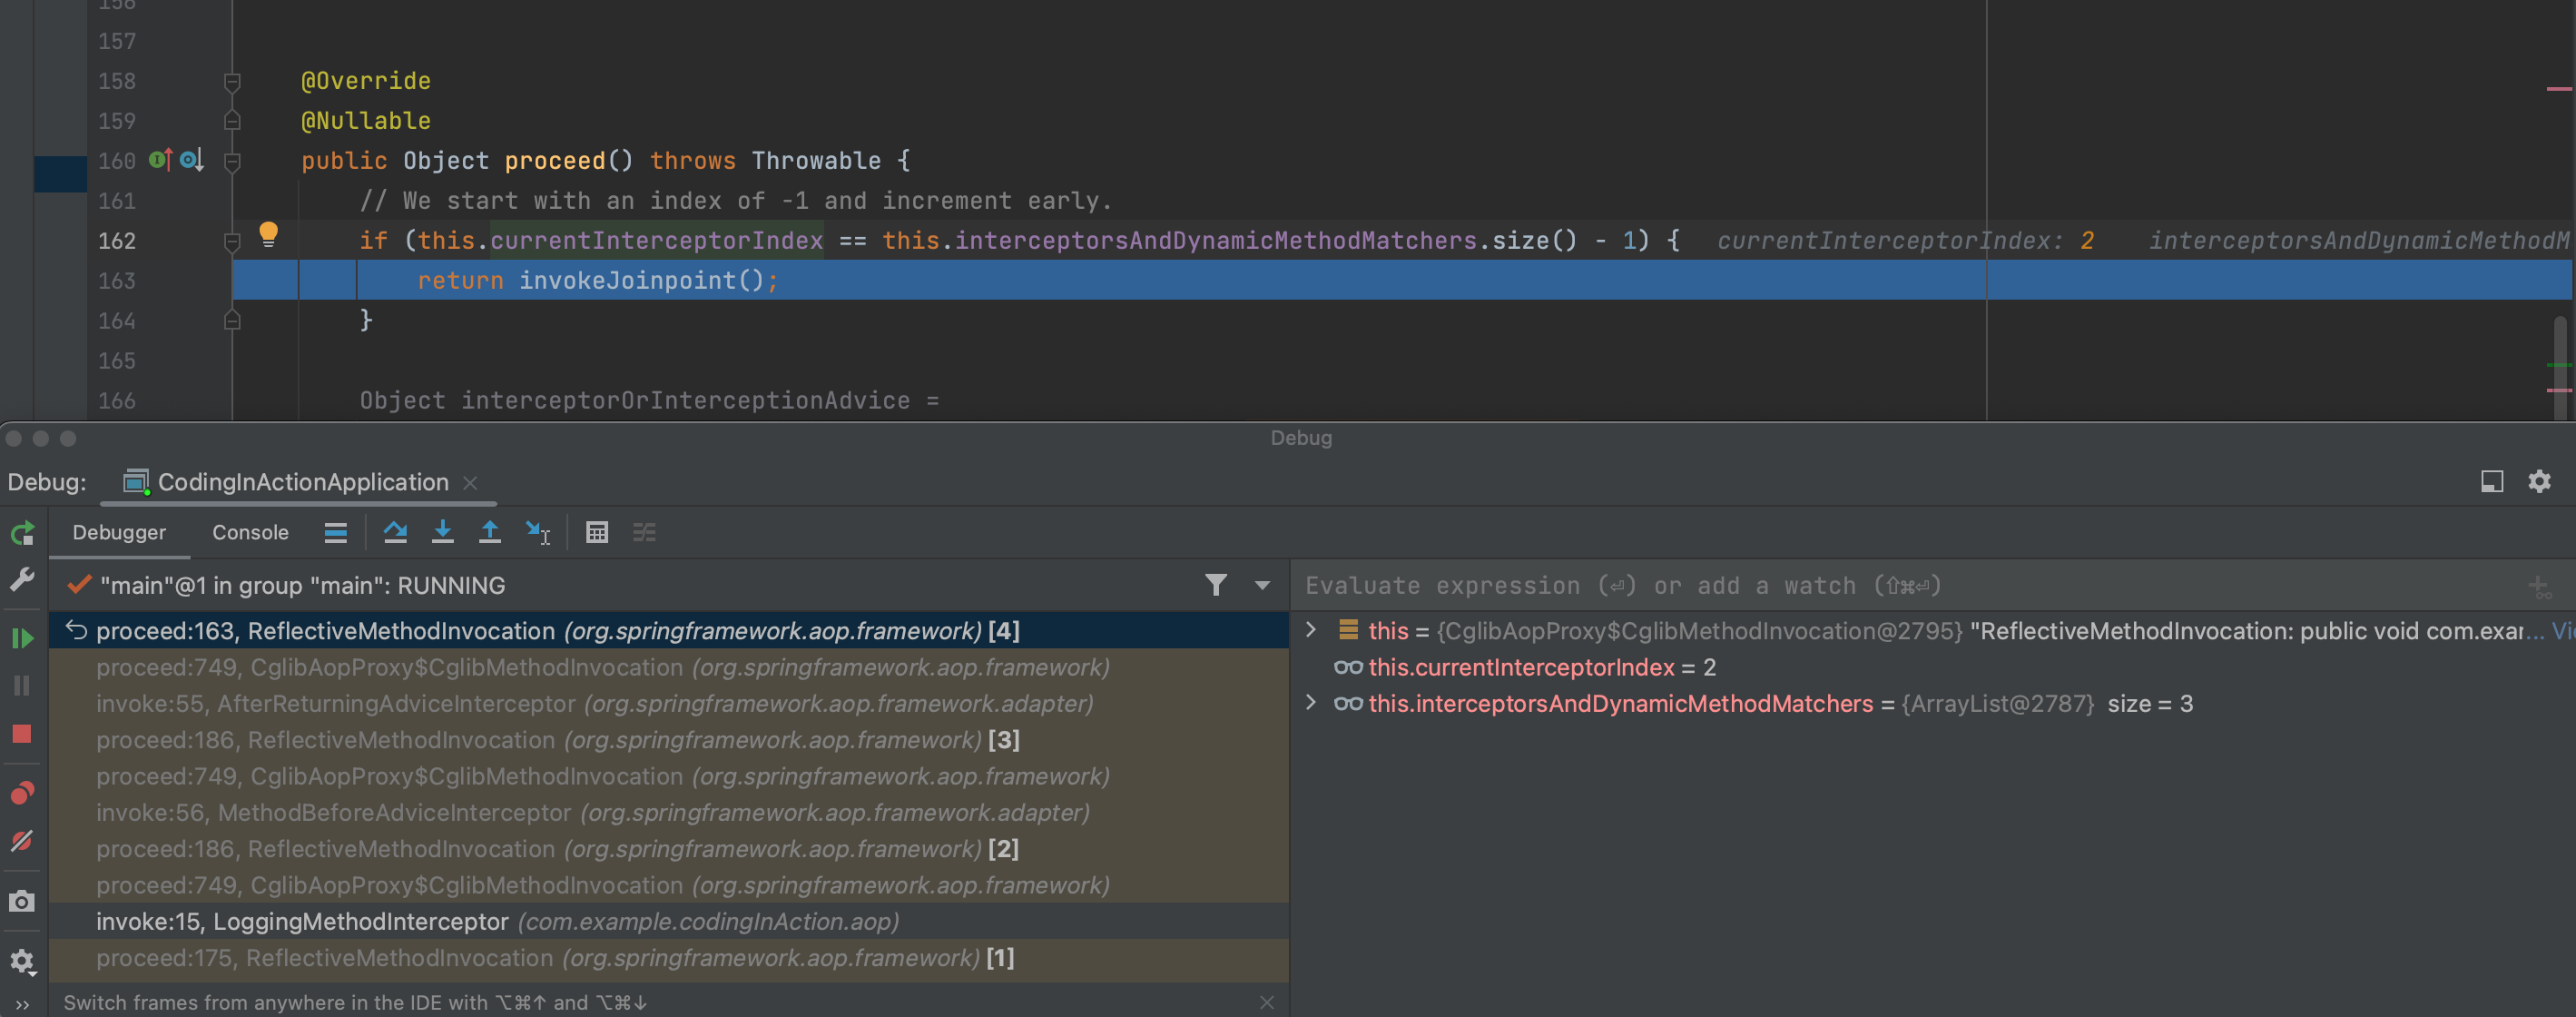 156
157
158 @Override
159 @Nullable
160 public Object proceed() throws Throwable {
161 // We start with an index of -1 and increment early.
162 if (this.currentInterceptorIndex == this.interceptorsAndDynamicMethodMatchers.size() - 1) { currentInterceptorIndex: 2 interceptorsAndDynamicMethodM
163 return invokeJoinpoint();
164 }
165
166 Object interceptorOrInterceptionAdvice =
Debug
Debug: CodingInActionApplication
Debugger Console
"main"@1 in group "main": RUNNING
Evaluate expression (⏎) or add a watch (⇧⌘⏎)
proceed:163, ReflectiveMethodInvocation (org.springframework.aop.framework) [4]
proceed:749, CglibAopProxy$CglibMethodInvocation (org.springframework.aop.framework)
invoke:55, AfterReturningAdviceInterceptor (org.springframework.aop.framework.adapter)
proceed:186, ReflectiveMethodInvocation (org.springframework.aop.framework) [3]
proceed:749, CglibAopProxy$CglibMethodInvocation (org.springframework.aop.framework)
invoke:56, MethodBeforeAdviceInterceptor (org.springframework.aop.framework.adapter)
proceed:186, ReflectiveMethodInvocation (org.springframework.aop.framework) [2]
proceed:749, CglibAopProxy$CglibMethodInvocation (org.springframework.aop.framework)
invoke:15, LoggingMethodInterceptor (com.example.codingInAction.aop)
proceed:175, ReflectiveMethodInvocation (org.springframework.aop.framework) [1]
Switch frames from anywhere in the IDE with ⌥⌘↑ and ⌥⌘↓
this = {CglibAopProxy$CglibMethodInvocation@2795} "ReflectiveMethodInvocation: public void com.exar... Vi
this.currentInterceptorIndex = 2
this.interceptorsAndDynamicMethodMatchers = {ArrayList@2787} size = 3